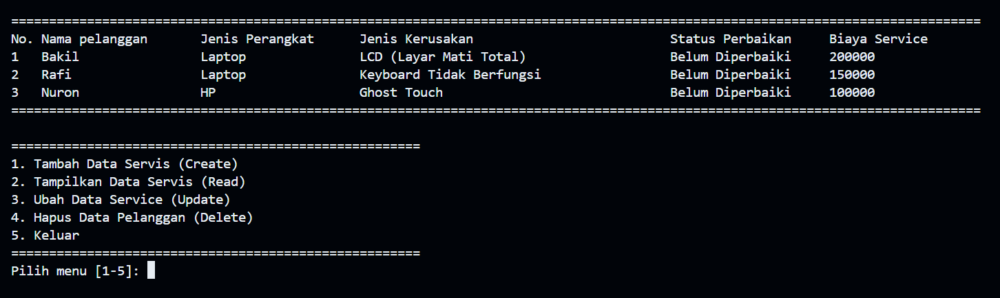 ================================================================================================================================
No. Nama pelanggan       Jenis Perangkat      Jenis Kerusakan                          Status Perbaikan     Biaya Service
1   Bakil                Laptop               LCD (Layar Mati Total)                   Belum Diperbaiki     200000
2   Rafi                 Laptop               Keyboard Tidak Berfungsi                 Belum Diperbaiki     150000
3   Nuron                HP                   Ghost Touch                              Belum Diperbaiki     100000
================================================================================================================================

======================================================
1. Tambah Data Servis (Create)
2. Tampilkan Data Servis (Read)
3. Ubah Data Service (Update)
4. Hapus Data Pelanggan (Delete)
5. Keluar
======================================================
Pilih menu [1-5]: